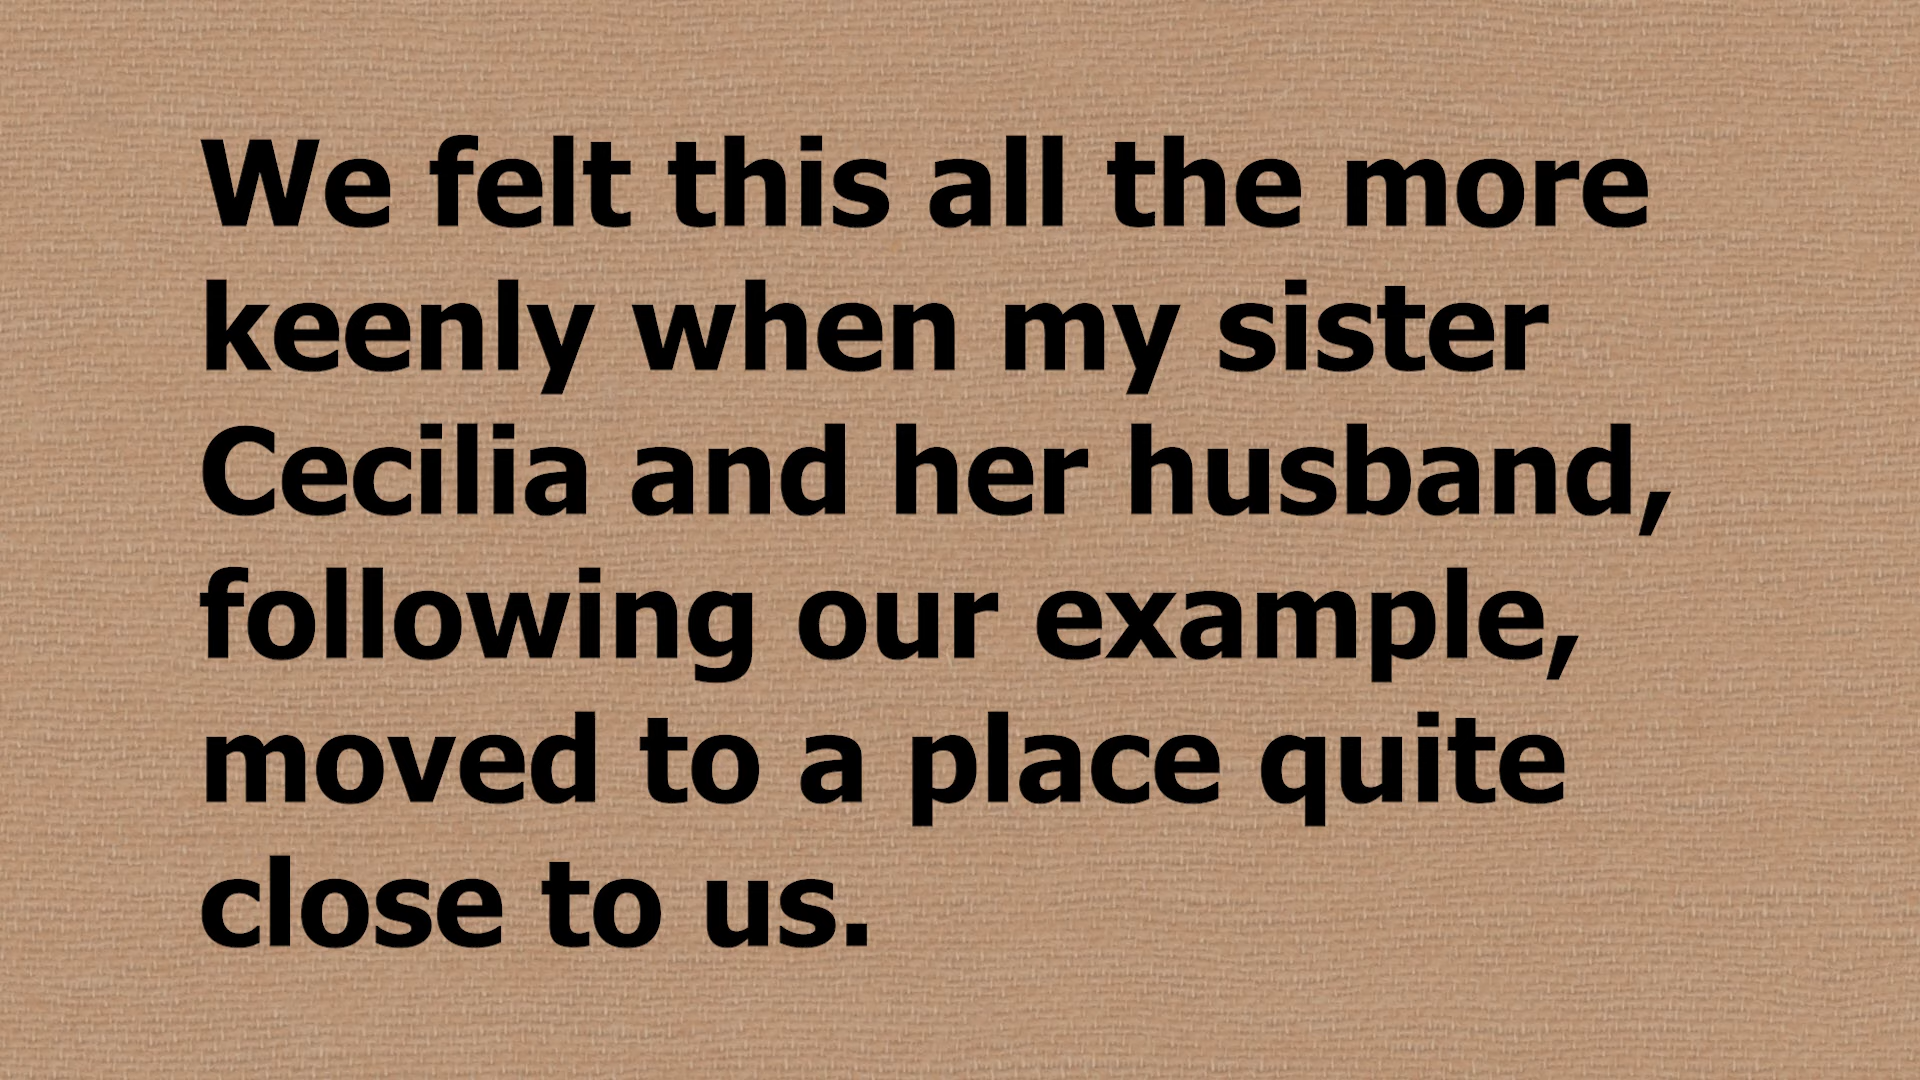 We felt this all the more
keenly when my sister
Cecilia and her husband,
following our example,
moved to a place quite
close to us.